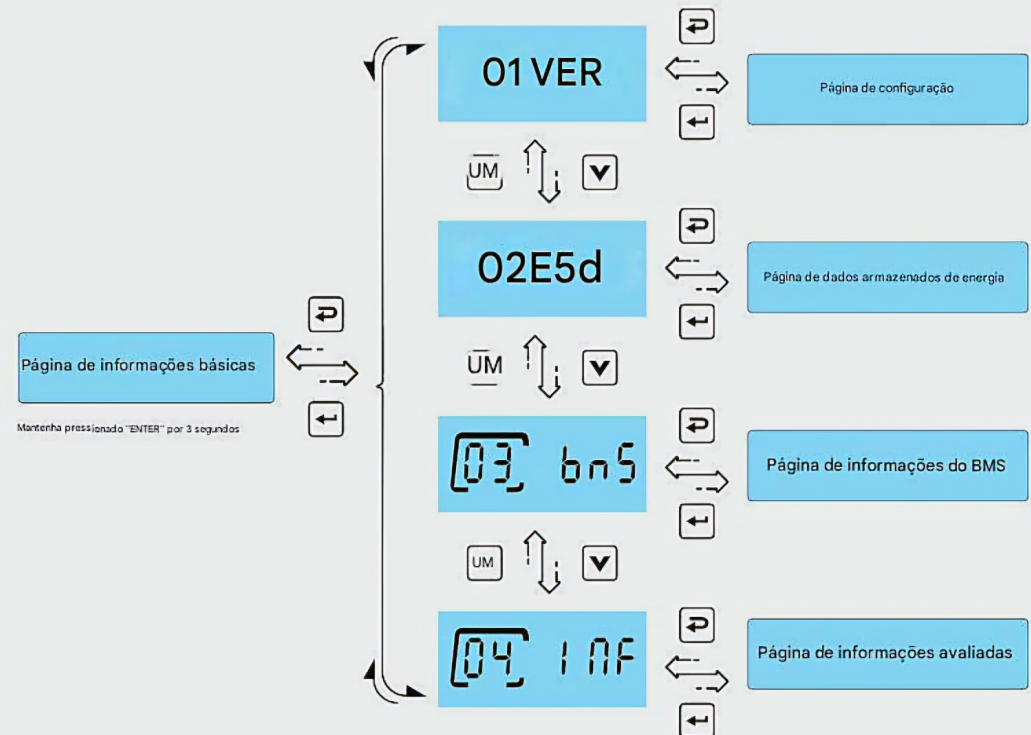 01 VER
Página de configuração
UM
02E5d
Página de dados armazenados de energia
Página de informações básicas
Mantenha pressionado "ENTER" por 3 segundos
UM
03 bnS
Página de informações do BMS
UM
04 INF
Página de informações avaliadas